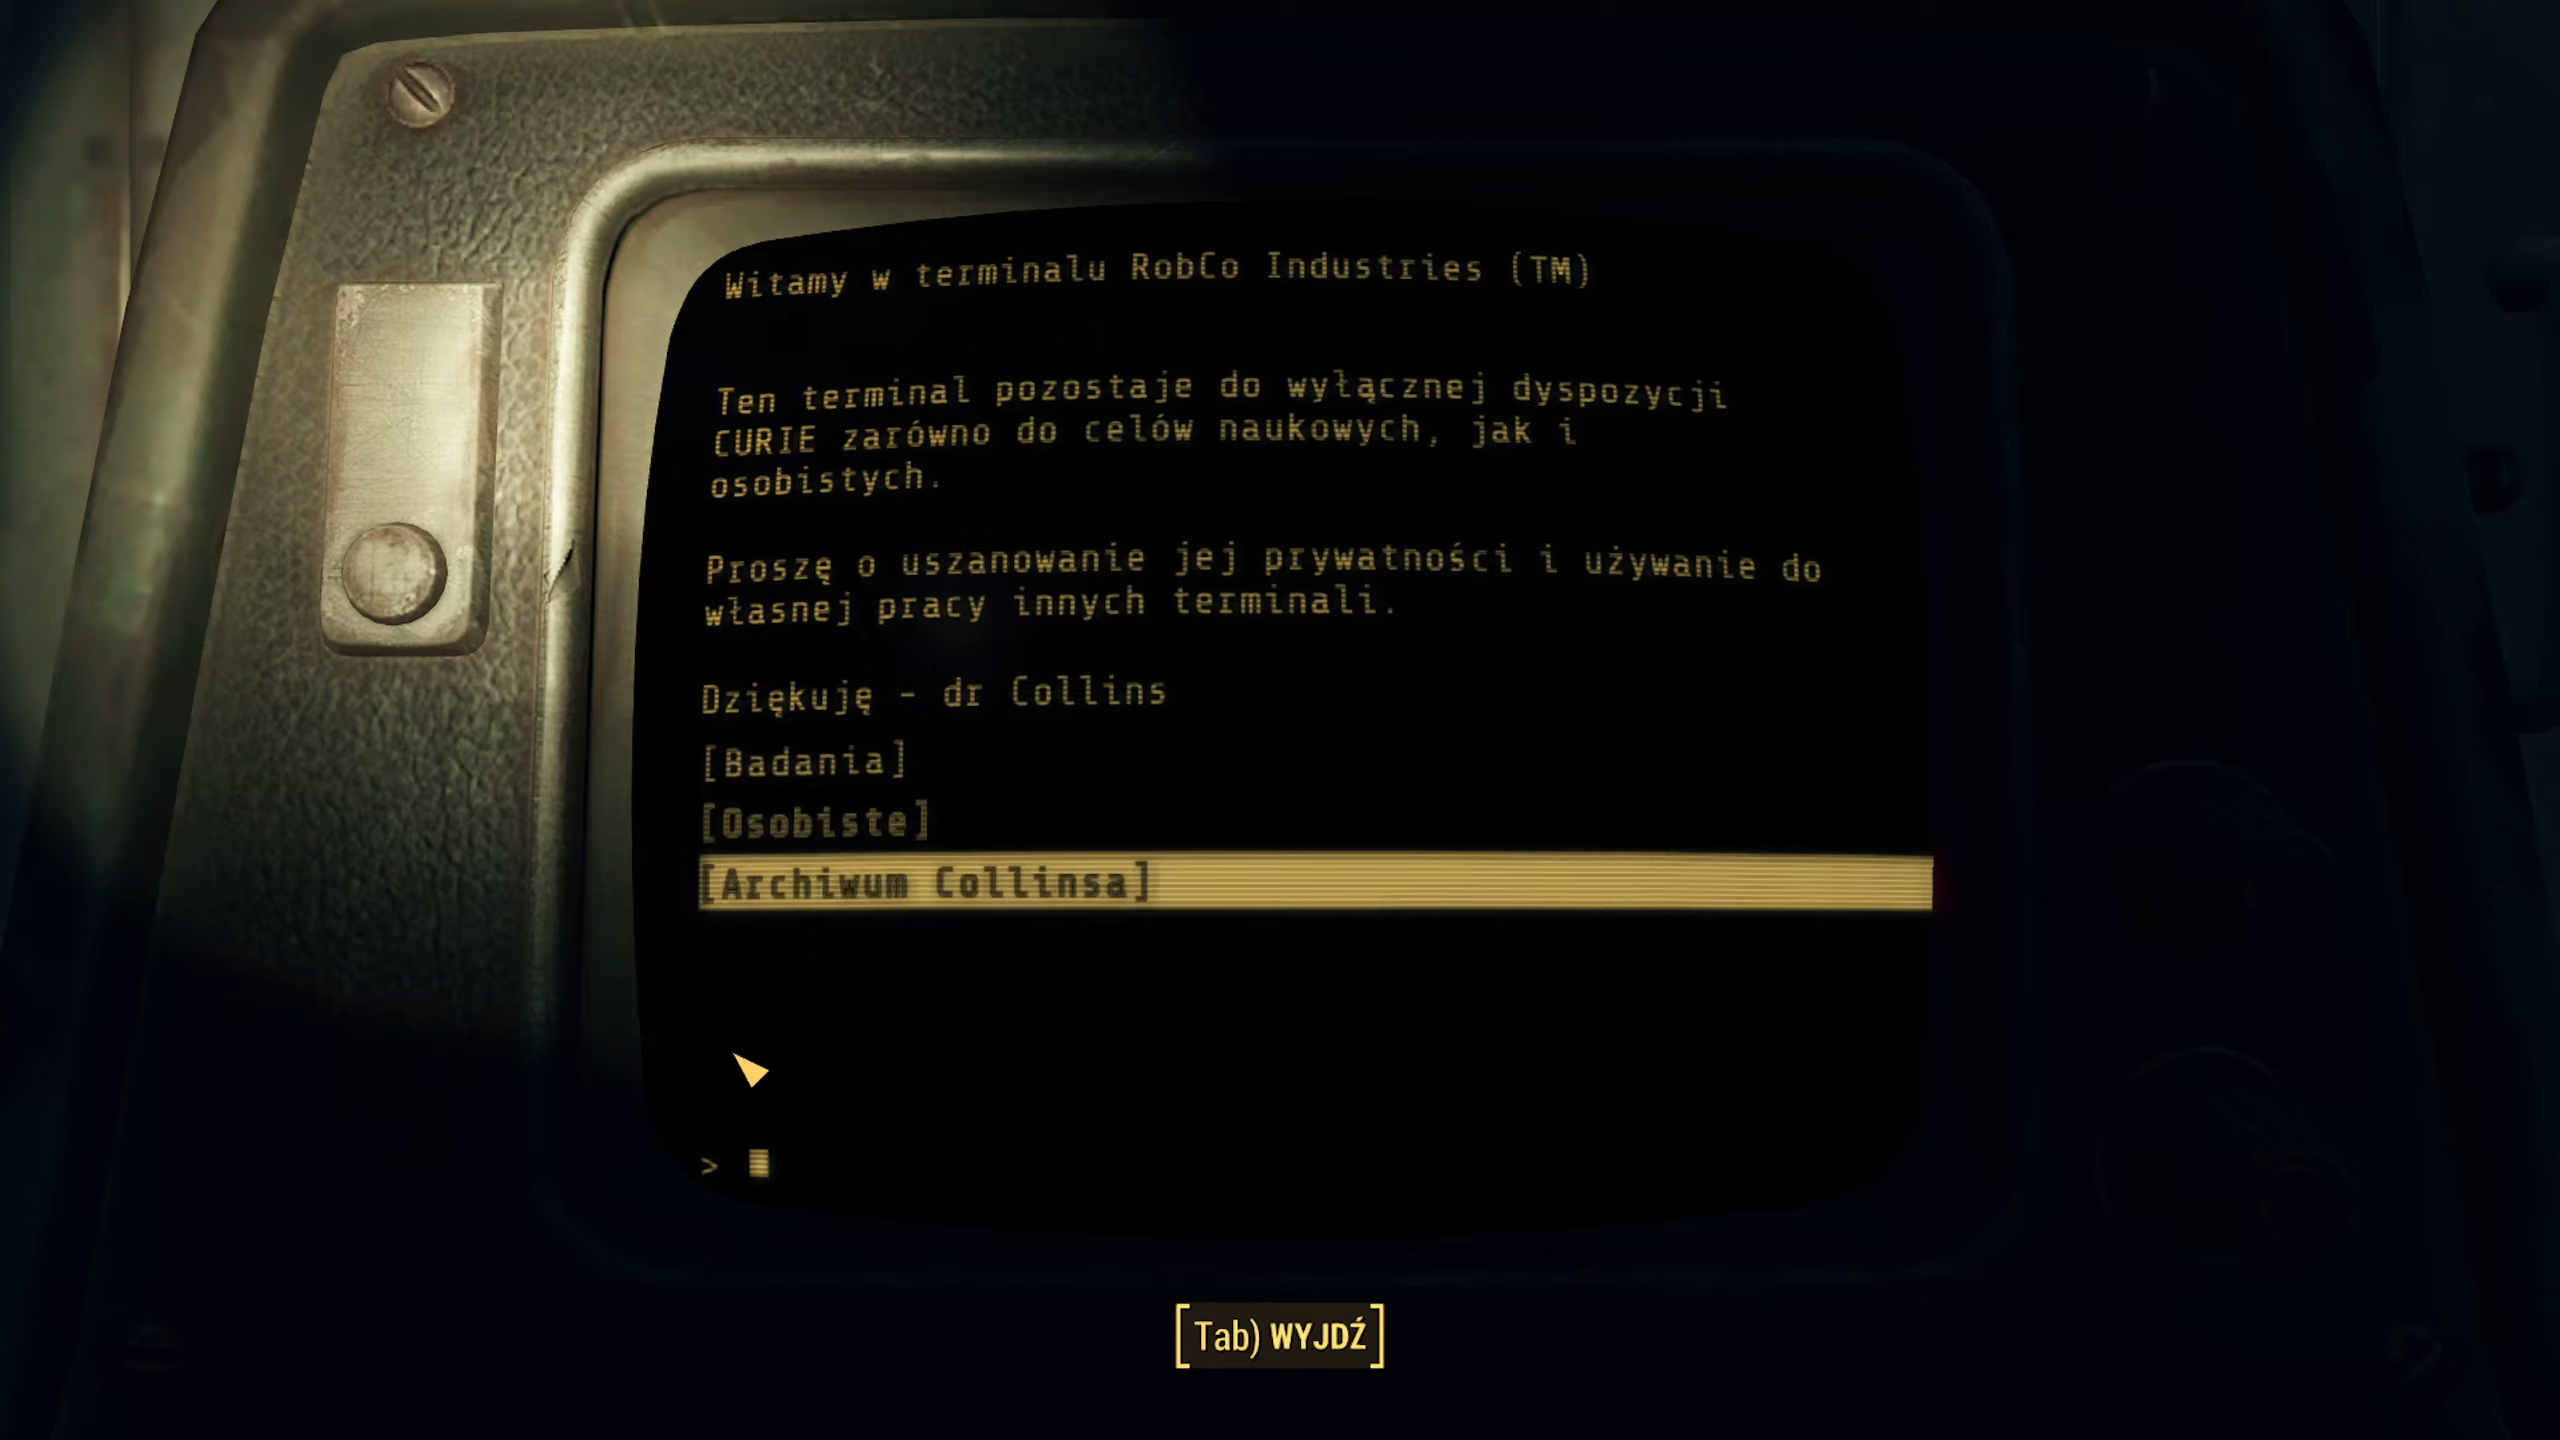 Witamy w terminalu RobCo Industries (TM)
Ten terminal pozostaje do wyłącznej dyspozycji
CURIE zarówno do celów naukowych, jak i
osobistych.
Proszę o uszanowanie jej prywatności i używanie do
własnej pracy innych terminali.
Dziękuję - dr Collins
[Badania]
[Osobiste]
[Archiwum Collinsa]
>
[Tab) WYJDŹ]